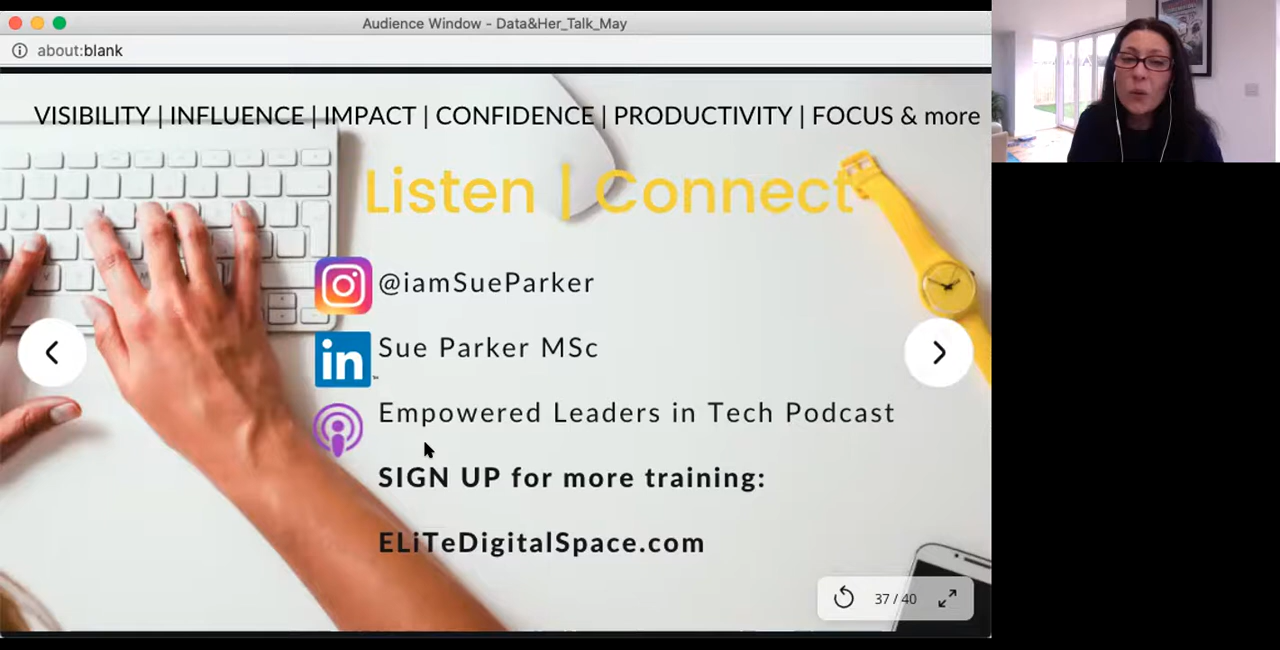 Audience Window - Data&Her_Talk_May
about:blank
VISIBILITY | INFLUENCE | IMPACT | CONFIDENCE | PRODUCTIVITY | FOCUS & more
Listen | Connect
@iamSueParker
in
Sue Parker MSc
Empowered Leaders in Tech Podcast
SIGN UP for more training:
ELiTeDigitalSpace.com
37 / 40